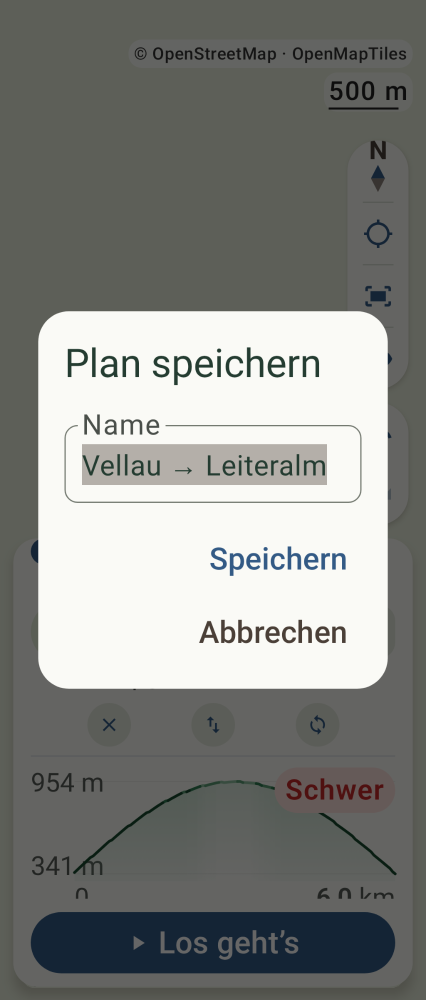 © OpenStreetMap · OpenMapTiles
500 m
N
Plan speichern
Name
Vellau → Leiteralm
Speichern
Abbrechen
954 m
Schwer
341 m
0
6,0 km
Los geht’s